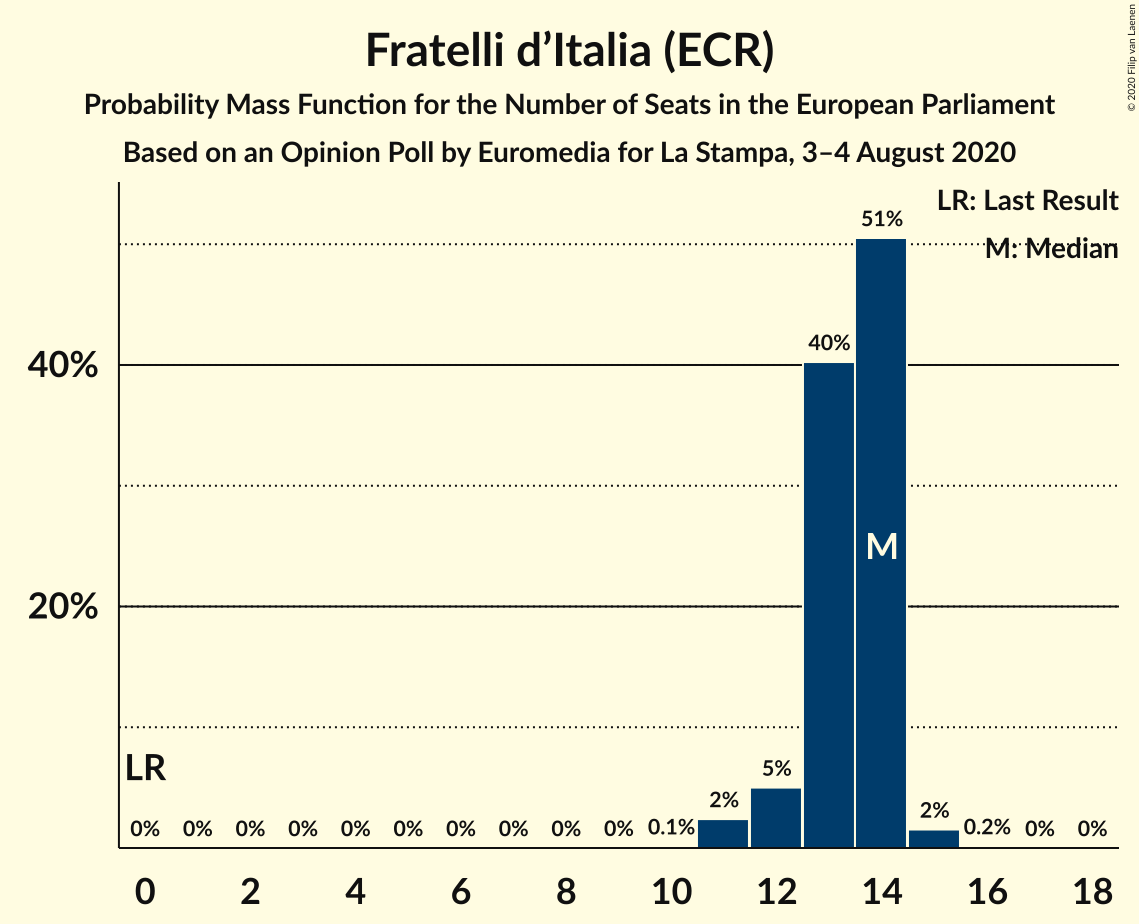 Fratelli d’Italia (ECR)
Probability Mass Function for the Number of Seats in the European Parliament
Based on an Opinion Poll by Euromedia for La Stampa, 3–4 August 2020
© 2020 Filip van Laenen
LR: Last Result
M: Median
51%
40%
40%
M
20%
LR
5%
2%
2%
0% 0% 0% 0% 0% 0% 0% 0% 0% 0% 0.1% 0.2% 0% 0%
0 2 4 6 8 10 12 14 16 18